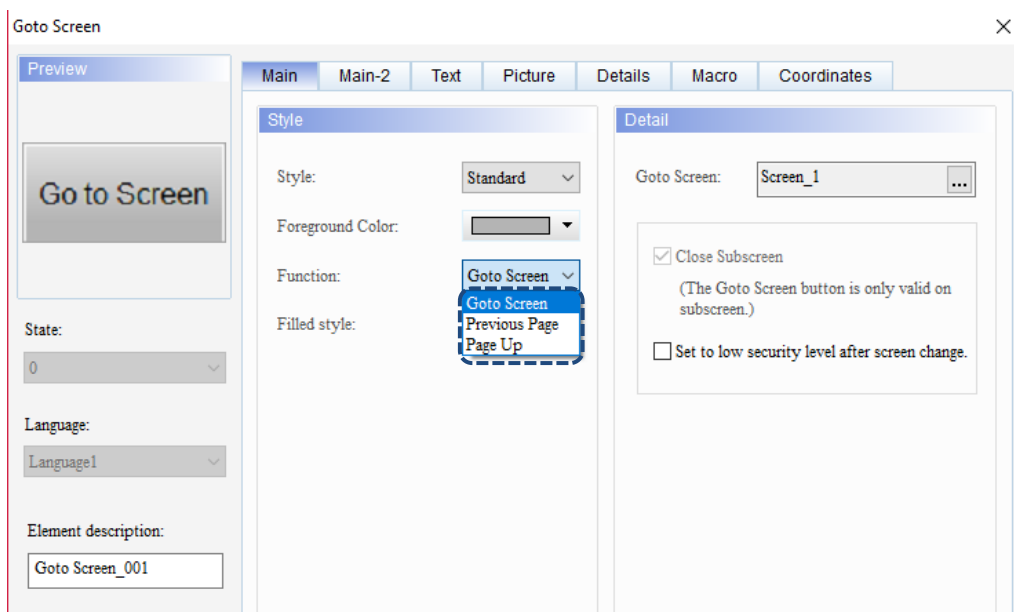 Goto Screen
Preview
Go to Screen
State:
0
Language:
Language1
Element description:
Goto Screen_001
Main
Main-2
Text
Picture
Details
Macro
Coordinates
Style
Style:
Standard
Foreground Color:
Function:
Goto Screen
Goto Screen
Previous Page
Page Up
Filled style:
Detail
Goto Screen:
Screen_1
...
Close Subscreen
(The Goto Screen button is only valid on
subscreen.)
Set to low security level after screen change.